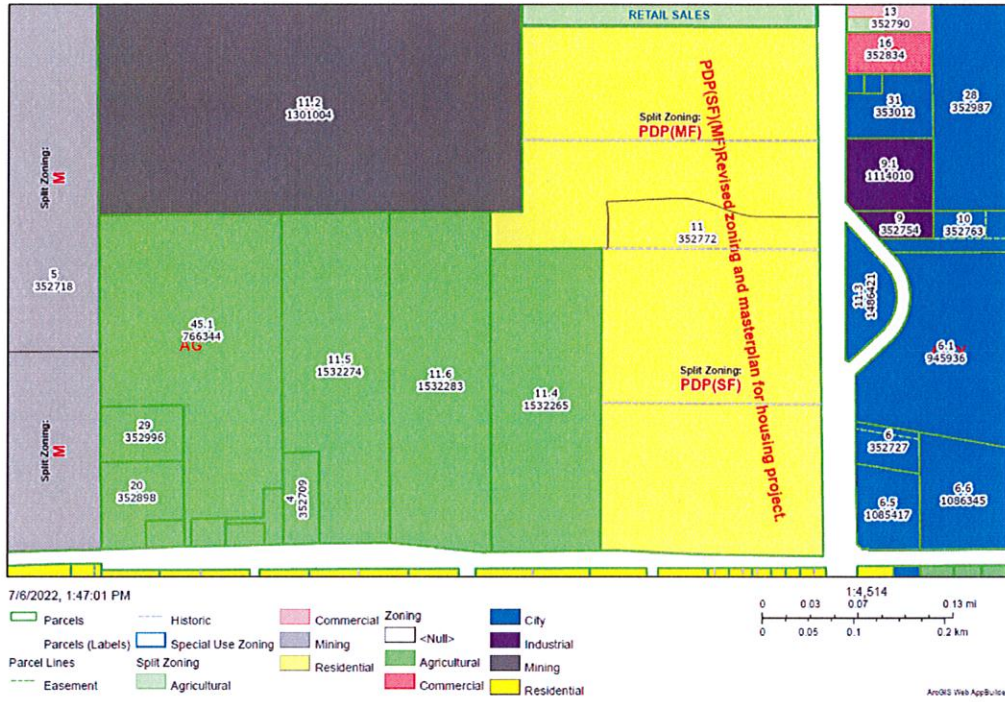 RETAIL SALES
13
352790
16
352834
31
353012
28
352987
11.2
1301004
Split Zoning:
M
Split Zoning:
PDP(MF)
PDP(SF)(MF)Revised zoning and masterplan for housing project.
9.1
1114010
9
352754
10
352763
11
352772
5
352718
45.1
766344
AG
11.5
1532274
11.6
1532283
11.4
1532265
Split Zoning:
PDP(SF)
11.3
1486421
6.1
945936
29
352996
20
352898
4
352709
Split Zoning:
M
6
352727
6.5
1085417
6.6
1086345
7/6/2022, 1:47:01 PM
Parcels
Parcels (Labels)
Parcel Lines
Easement
Historic
Special Use Zoning
Split Zoning
Agricultural
Commercial
Mining
Residential
Zoning
<Null>
Agricultural
Commercial
City
Industrial
Mining
Residential
1:4,514
0 0.03 0.07 0.13 mi
0 0.05 0.1 0.2 km
ArcGIS Web AppBuilder